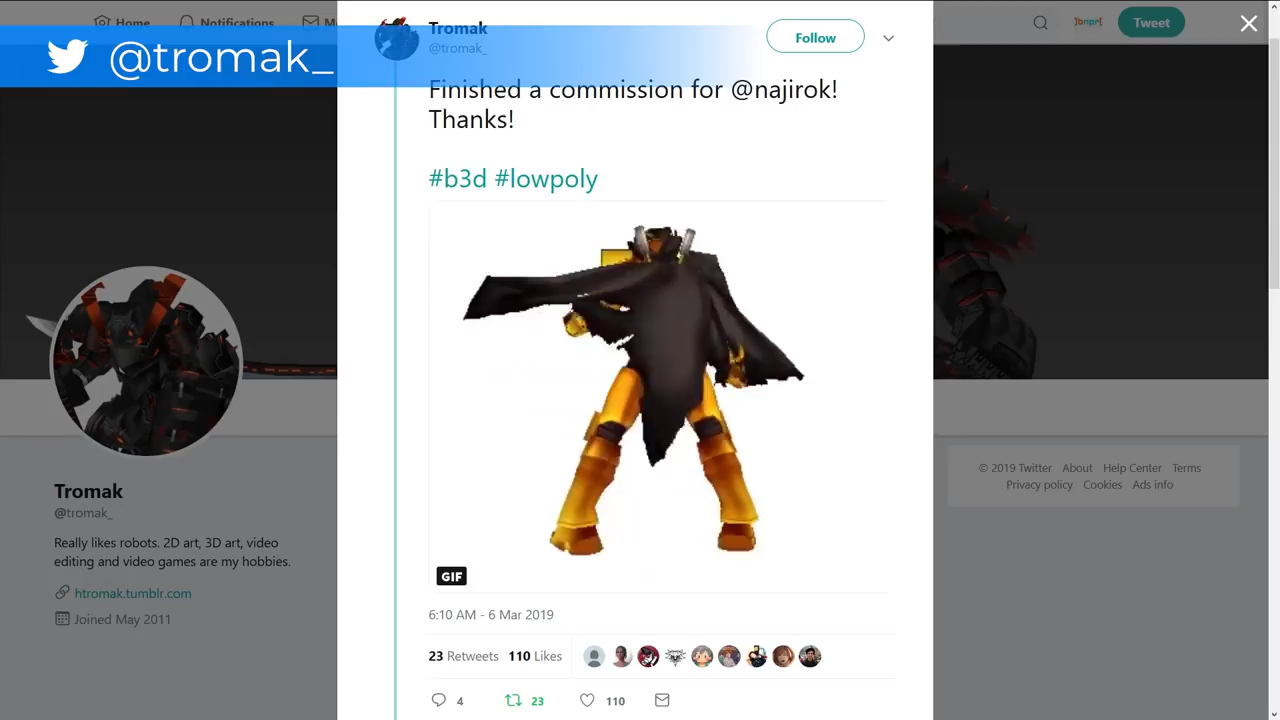 Home
Notifications
Tweet
@tromak_
Tromak
@tromak_
Follow
Finished a commission for @najirok!
Thanks!
#b3d #lowpoly
GIF
6:10 AM - 6 Mar 2019
23 Retweets 110 Likes
4 23 110
Tromak
@tromak_
Really likes robots. 2D art, 3D art, video
editing and video games are my hobbies.
htromak.tumblr.com
Joined May 2011
© 2019 Twitter About Help Center Terms
Privacy policy Cookies Ads info